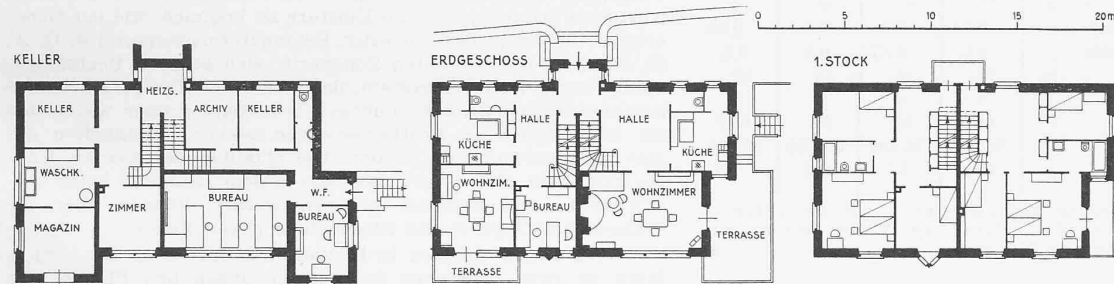 0 5 10 15 20 m
KELLER
ERDGESCHOSS
1. STOCK
KELLER
HEIZG.
ARCHIV
KELLER
WASCHK.
ZIMMER
BUREAU
W.F.
MAGAZIN
BUREAU
HALLE
HALLE
KÜCHE
KÜCHE
WOHNZIM.
BUREAU
WOHNZIMMER
TERRASSE
TERRASSE